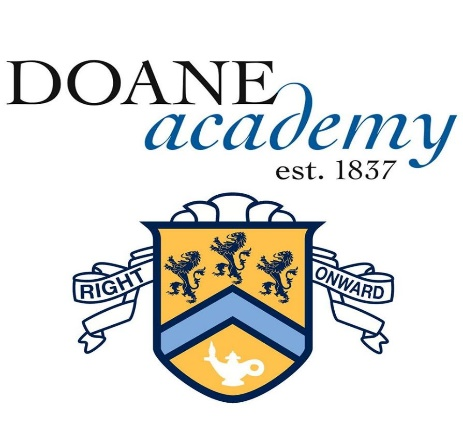 DOANE
academy
est. 1837
RIGHT ONWARD